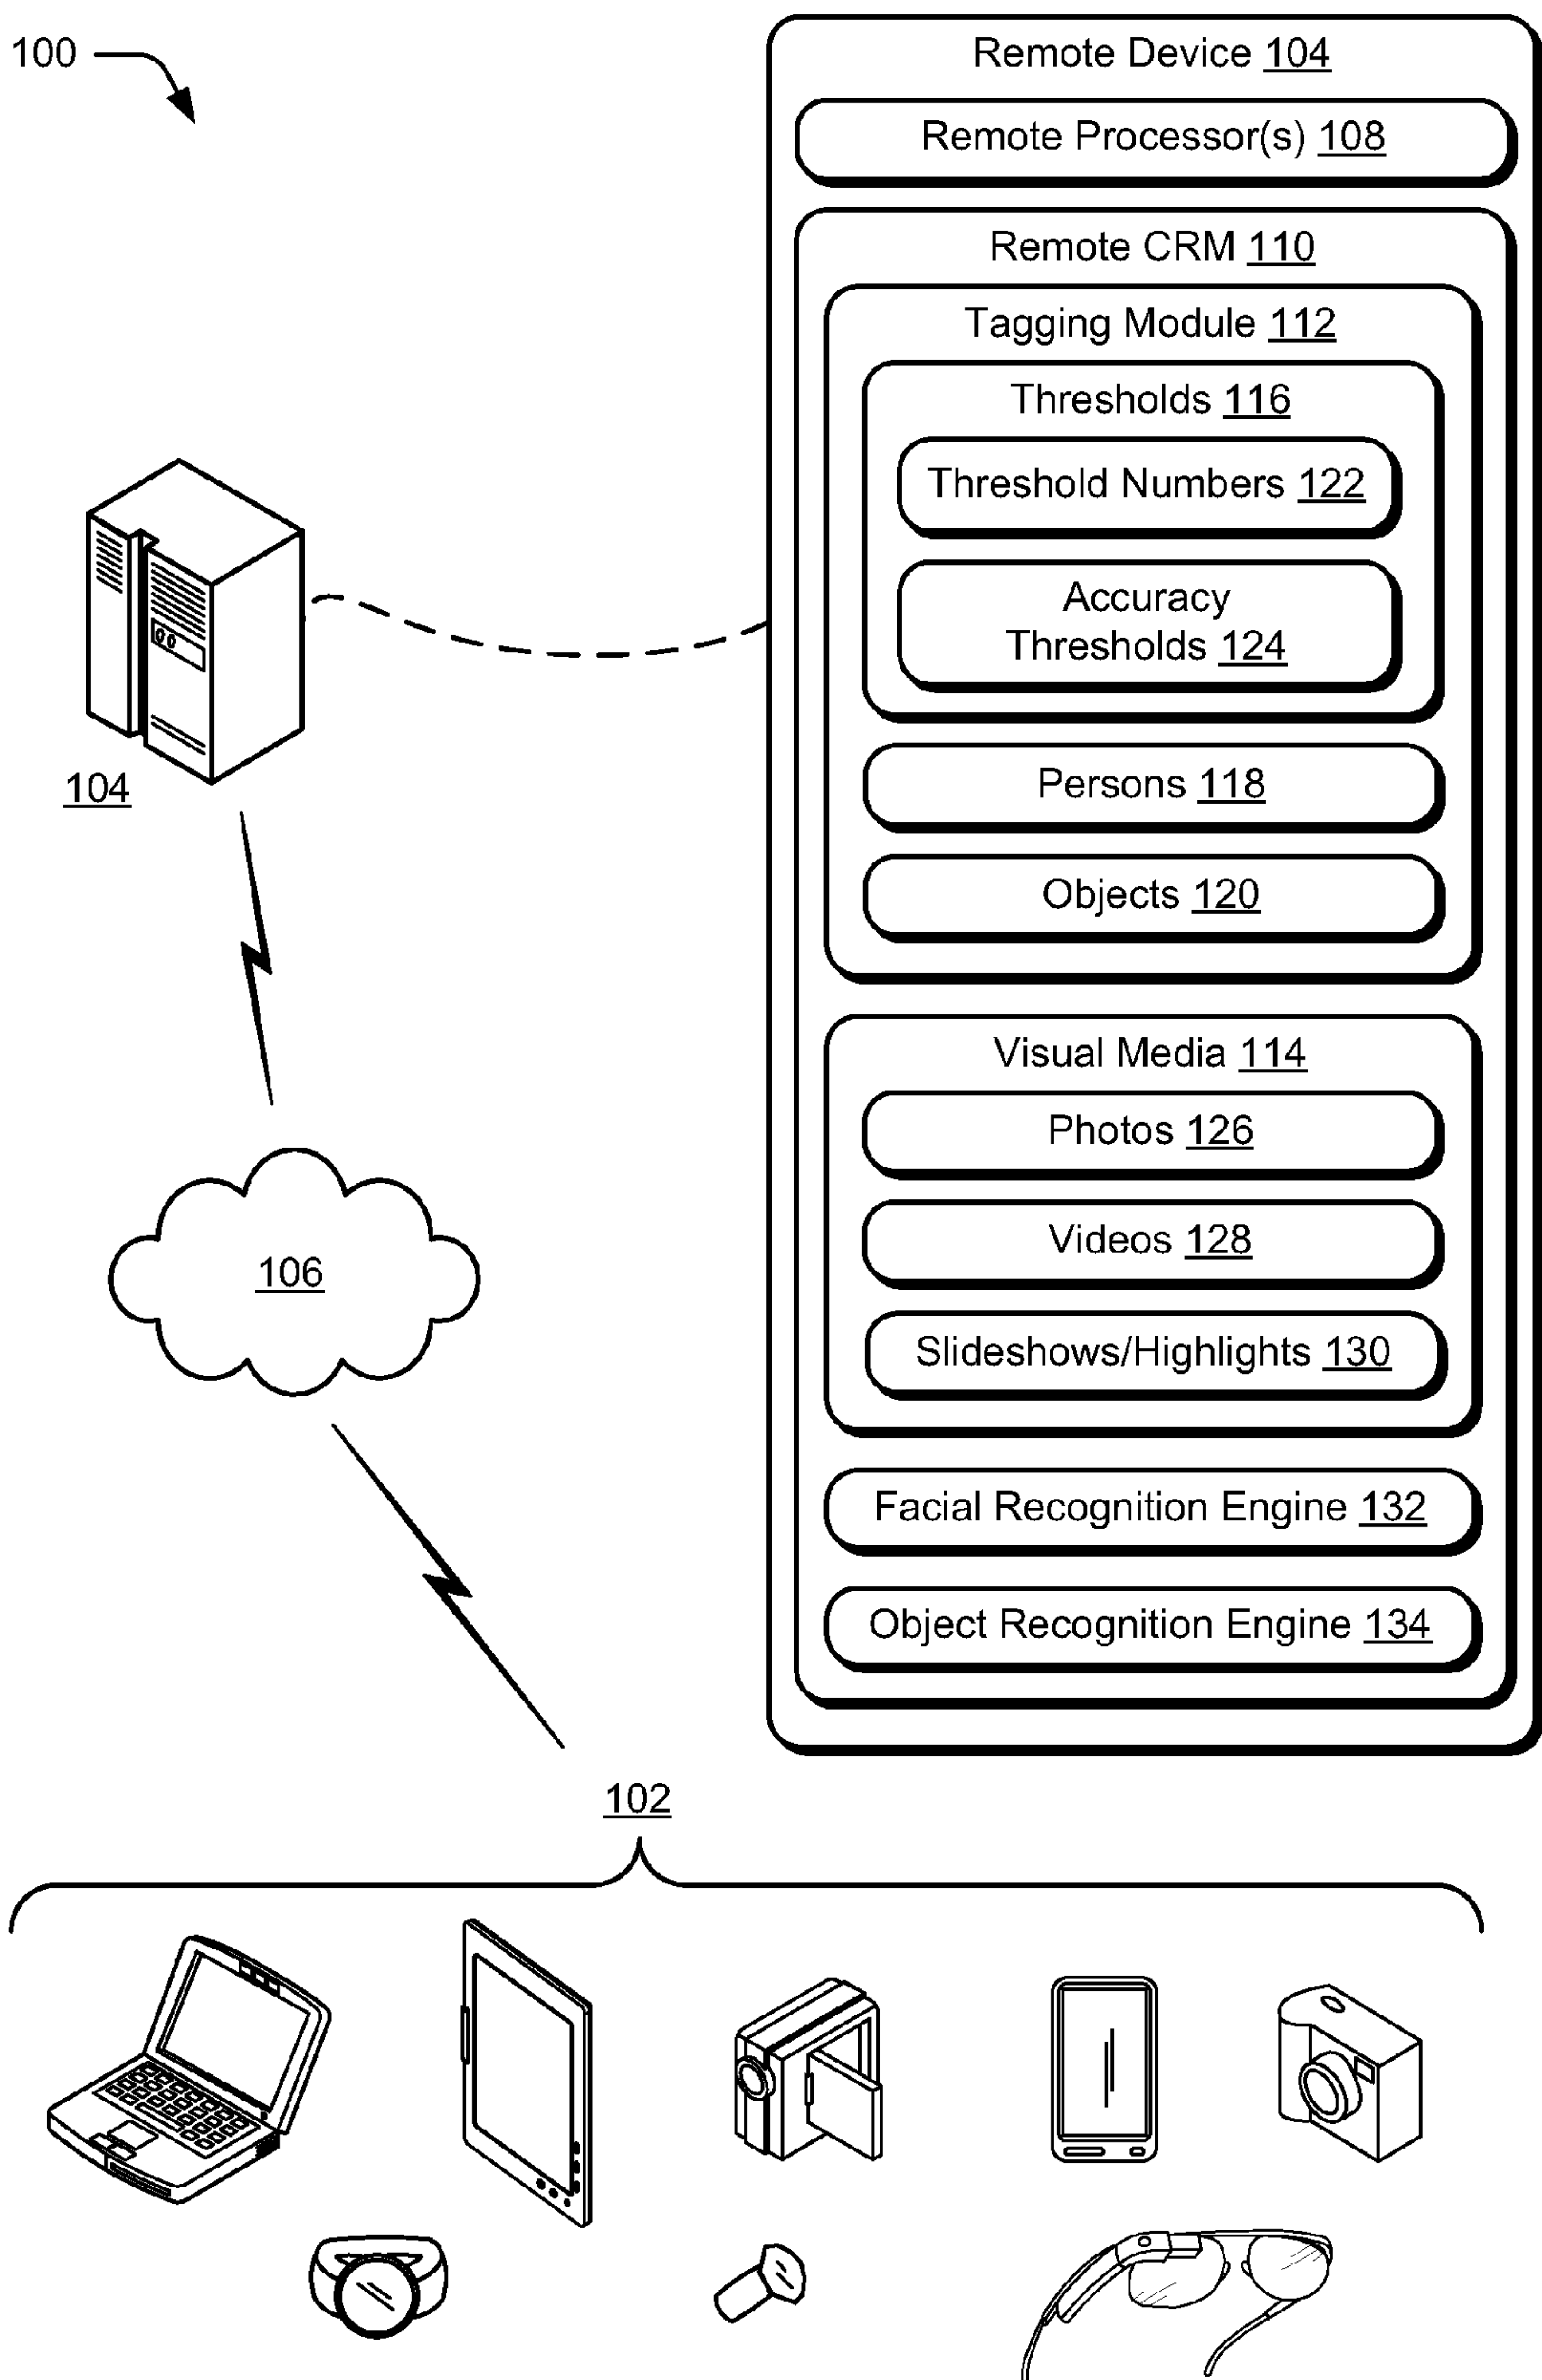 100
Remote Device 104
Remote Processor(s) 108
Remote CRM 110
Tagging Module 112
Thresholds 116
Threshold Numbers 122
Accuracy
Thresholds 124
Persons 118
Objects 120
Visual Media 114
Photos 126
Videos 128
Slideshows/Highlights 130
Facial Recognition Engine 132
Object Recognition Engine 134
104
106
102